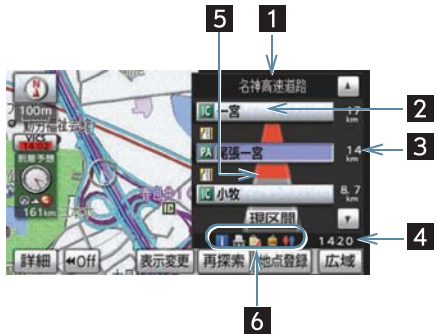 5
1
名神高速道路
100m
IC 一宮
17
km
2
VICS
14:02
到着予想
PA 尾張一宮
14
km
3
161km
IC
IC 小牧
8.7
km
現区間
1420
4
詳細
◀◀Off
表示変更
再探索
地点登録
広域
6